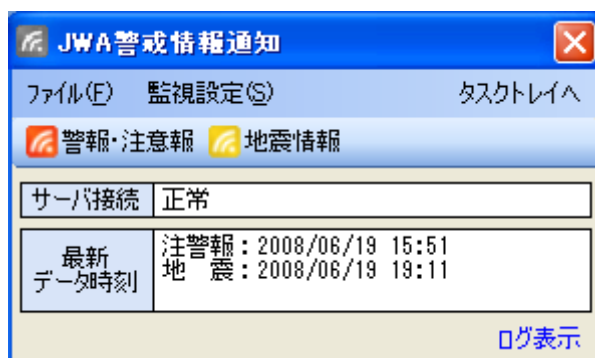 JWA警戒情報通知
ファイル(F) 監視設定(S) タスクトレイへ
警報・注意報 地震情報
サーバ接続 正常
最新データ時刻
注警報：2008/06/19 15:51
地　震：2008/06/19 19:11
ログ表示